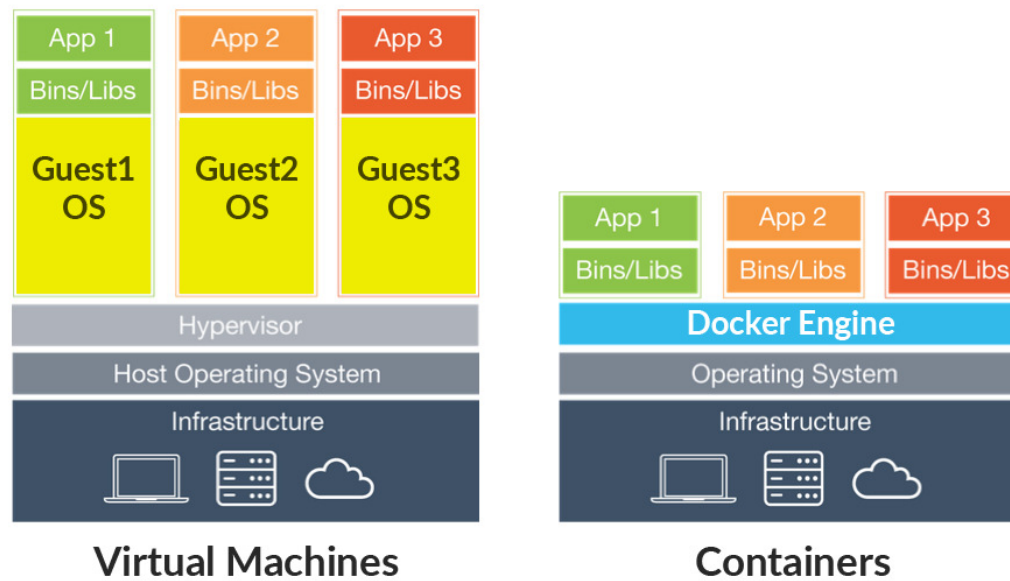 App 1
Bins/Libs
Guest1
OS
App 2
Bins/Libs
Guest2
OS
App 3
Bins/Libs
Guest3
OS
Hypervisor
Host Operating System
Infrastructure
Virtual Machines
App 1
Bins/Libs
App 2
Bins/Libs
App 3
Bins/Libs
Docker Engine
Operating System
Infrastructure
Containers